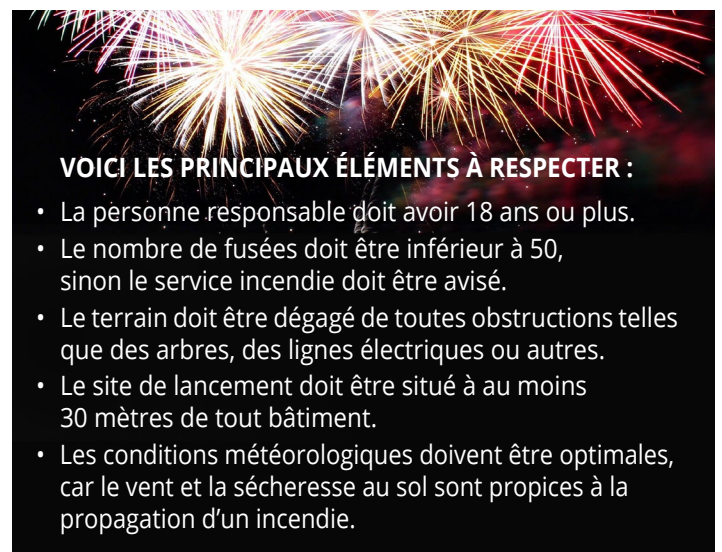 VOICI LES PRINCIPAUX ÉLÉMENTS À RESPECTER :
• La personne responsable doit avoir 18 ans ou plus.
• Le nombre de fusées doit être inférieur à 50,
sinon le service incendie doit être avisé.
• Le terrain doit être dégagé de toutes obstructions telles
que des arbres, des lignes électriques ou autres.
• Le site de lancement doit être situé à au moins
30 mètres de tout bâtiment.
• Les conditions météorologiques doivent être optimales,
car le vent et la sécheresse au sol sont propices à la
propagation d’un incendie.